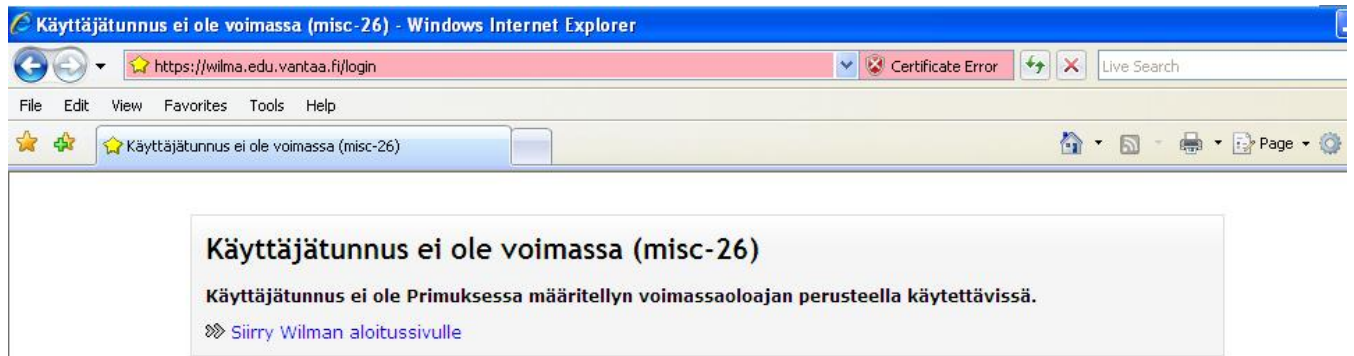 Käyttäjätunnus ei ole voimassa (misc-26) - Windows Internet Explorer
https://wilma.edu.vantaa.fi/login Certificate Error Live Search
File Edit View Favorites Tools Help
Käyttäjätunnus ei ole voimassa (misc-26) Page
Käyttäjätunnus ei ole voimassa (misc-26)
Käyttäjätunnus ei ole Primuksessa määritellyn voimassaoloajan perusteella käytettävissä.
Siirry Wilman aloitussivulle